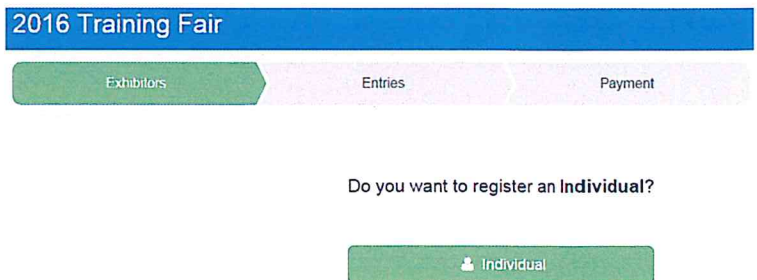 2016 Training Fair
Exhibitors Entries Payment
Do you want to register an Individual?
Individual